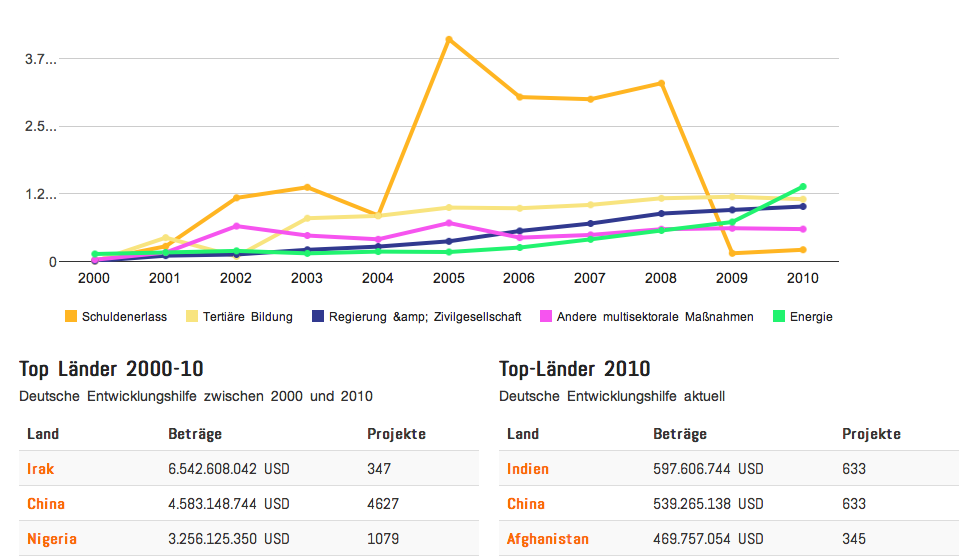 3.7...
2.5...
1.2...
0
2000 2001 2002 2003 2004 2005 2006 2007 2008 2009 2010
Schuldenerlass Tertiäre Bildung Regierung &amp; Zivilgesellschaft Andere multisektorale Maßnahmen Energie
Top Länder 2000-10
Deutsche Entwicklungshilfe zwischen 2000 und 2010
Land Beträge Projekte
Irak 6.542.608.042 USD 347
China 4.583.148.744 USD 4627
Nigeria 3.256.125.350 USD 1079
Top-Länder 2010
Deutsche Entwicklungshilfe aktuell
Land Beträge Projekte
Indien 597.606.744 USD 633
China 539.265.138 USD 633
Afghanistan 469.757.054 USD 345